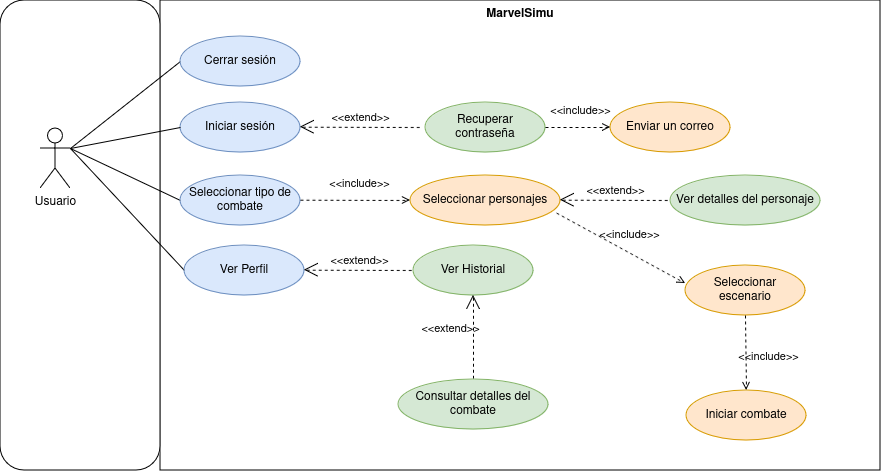 MarvelSimu
Cerrar sesión
Iniciar sesión
<<extend>>
Recuperar
contraseña
<<include>>
Enviar un correo
Usuario
Seleccionar tipo de
combate
<<include>>
Seleccionar personajes
<<extend>>
Ver detalles del personaje
<<include>>
Ver Perfil
<<extend>>
Ver Historial
Seleccionar
escenario
<<extend>>
<<include>>
Consultar detalles del
combate
Iniciar combate